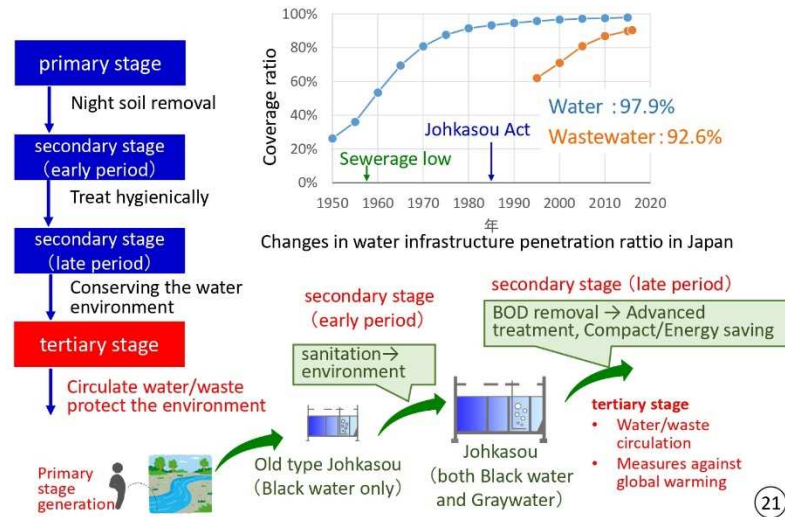 primary stage
Night soil removal
secondary stage
(early period)
Treat hygienically
secondary stage
(late period)
Conserving the water
environment
tertiary stage
Circulate water/waste
protect the environment
Primary
stage
generation
Coverage ratio
100%
80%
60%
40%
20%
0%
Water：97.9%
Wastewater：92.6%
Johkasou Act
Sewerage low
1950 1960 1970 1980 1990 2000 2010 2020
年
Changes in water infrastructure penetration rattio in Japan
secondary stage
(early period)
sanitation→
environment
Old type Johkasou
(Black water only)
secondary stage (late period)
BOD removal → Advanced
treatment, Compact/Energy saving
Johkasou
(both Black water
and Graywater)
tertiary stage
• Water/waste
circulation
• Measures against
global warming
21